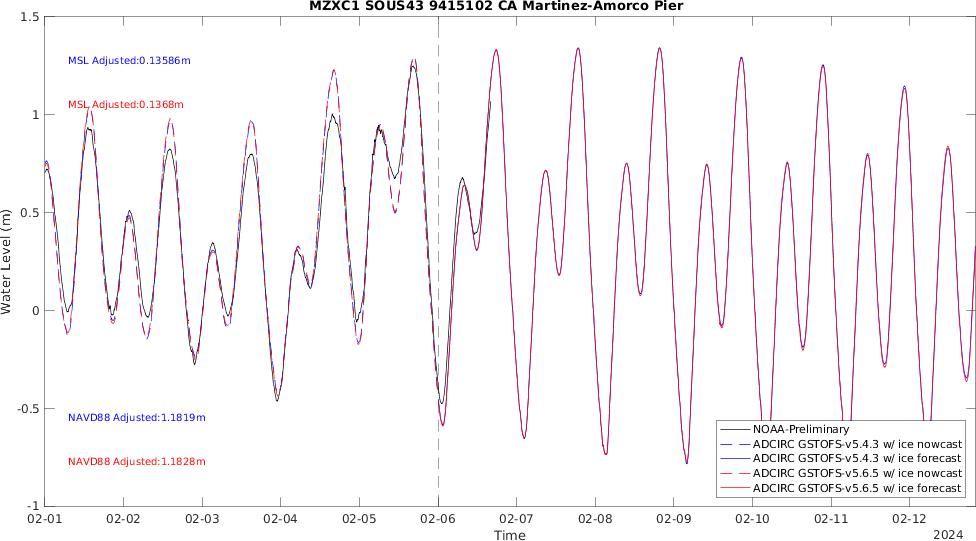 MZXC1 SOUS43 9415102 CA Martinez-Amorco Pier
1.5
1
0.5
0
-0.5
-1
Water Level (m)
MSL Adjusted:0.13586m
MSL Adjusted:0.1368m
NAVD88 Adjusted:1.1819m
NAVD88 Adjusted:1.1828m
NOAA-Preliminary
ADCIRC GSTOFS-v5.4.3 w/ ice nowcast
ADCIRC GSTOFS-v5.4.3 w/ ice forecast
ADCIRC GSTOFS-v5.6.5 w/ ice nowcast
ADCIRC GSTOFS-v5.6.5 w/ ice forecast
02-01 02-02 02-03 02-04 02-05 02-06 02-07 02-08 02-09 02-10 02-11 02-12
Time
2024